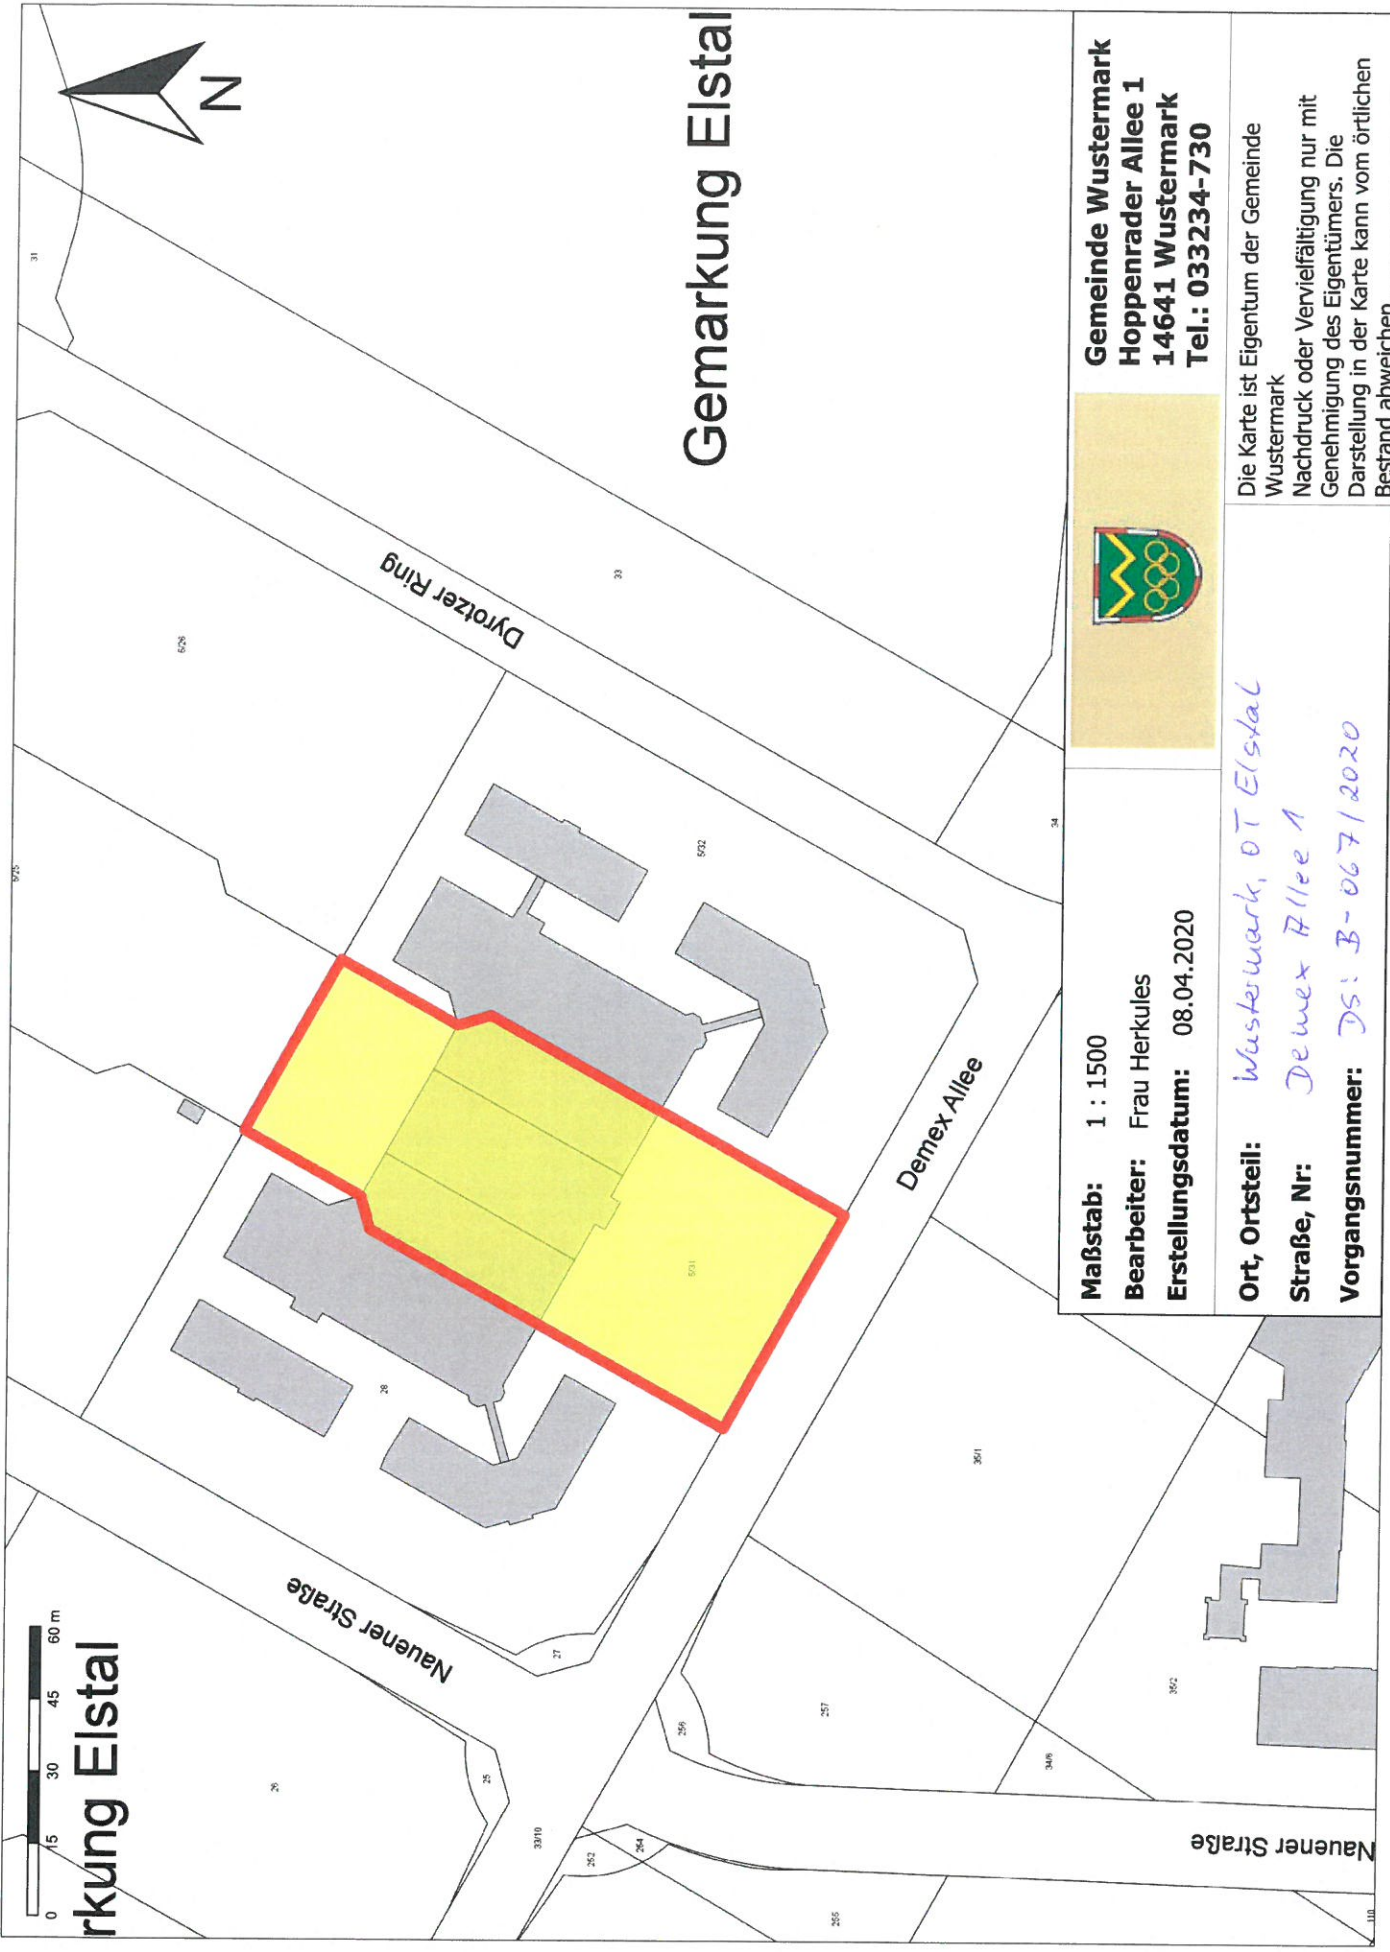 0 15 30 45 60 m
rkung Elstal
N
Gemarkung Elstal
31
33
6/26
5/32
34
28
5/31
26
25
27
33/10
252
254
255
256
257
34/6
35/1
35/2
110
Dyrotzer Ring
Nauener Straße
Demex Allee
Nauener Straße
Maßstab: 1 : 1500
Bearbeiter: Frau Herkules
Erstellungsdatum: 08.04.2020
Gemeinde Wustermark
Hoppenrader Allee 1
14641 Wustermark
Tel.: 033234-730
Ort, Ortsteil: Wustermark, OT Elstal
Straße, Nr: Demex Allee 1
Vorgangsnummer: DS: B-067/2020
Die Karte ist Eigentum der Gemeinde
Wustermark
Nachdruck oder Vervielfältigung nur mit
Genehmigung des Eigentümers. Die
Darstellung in der Karte kann vom örtlichen
Bestand abweichen